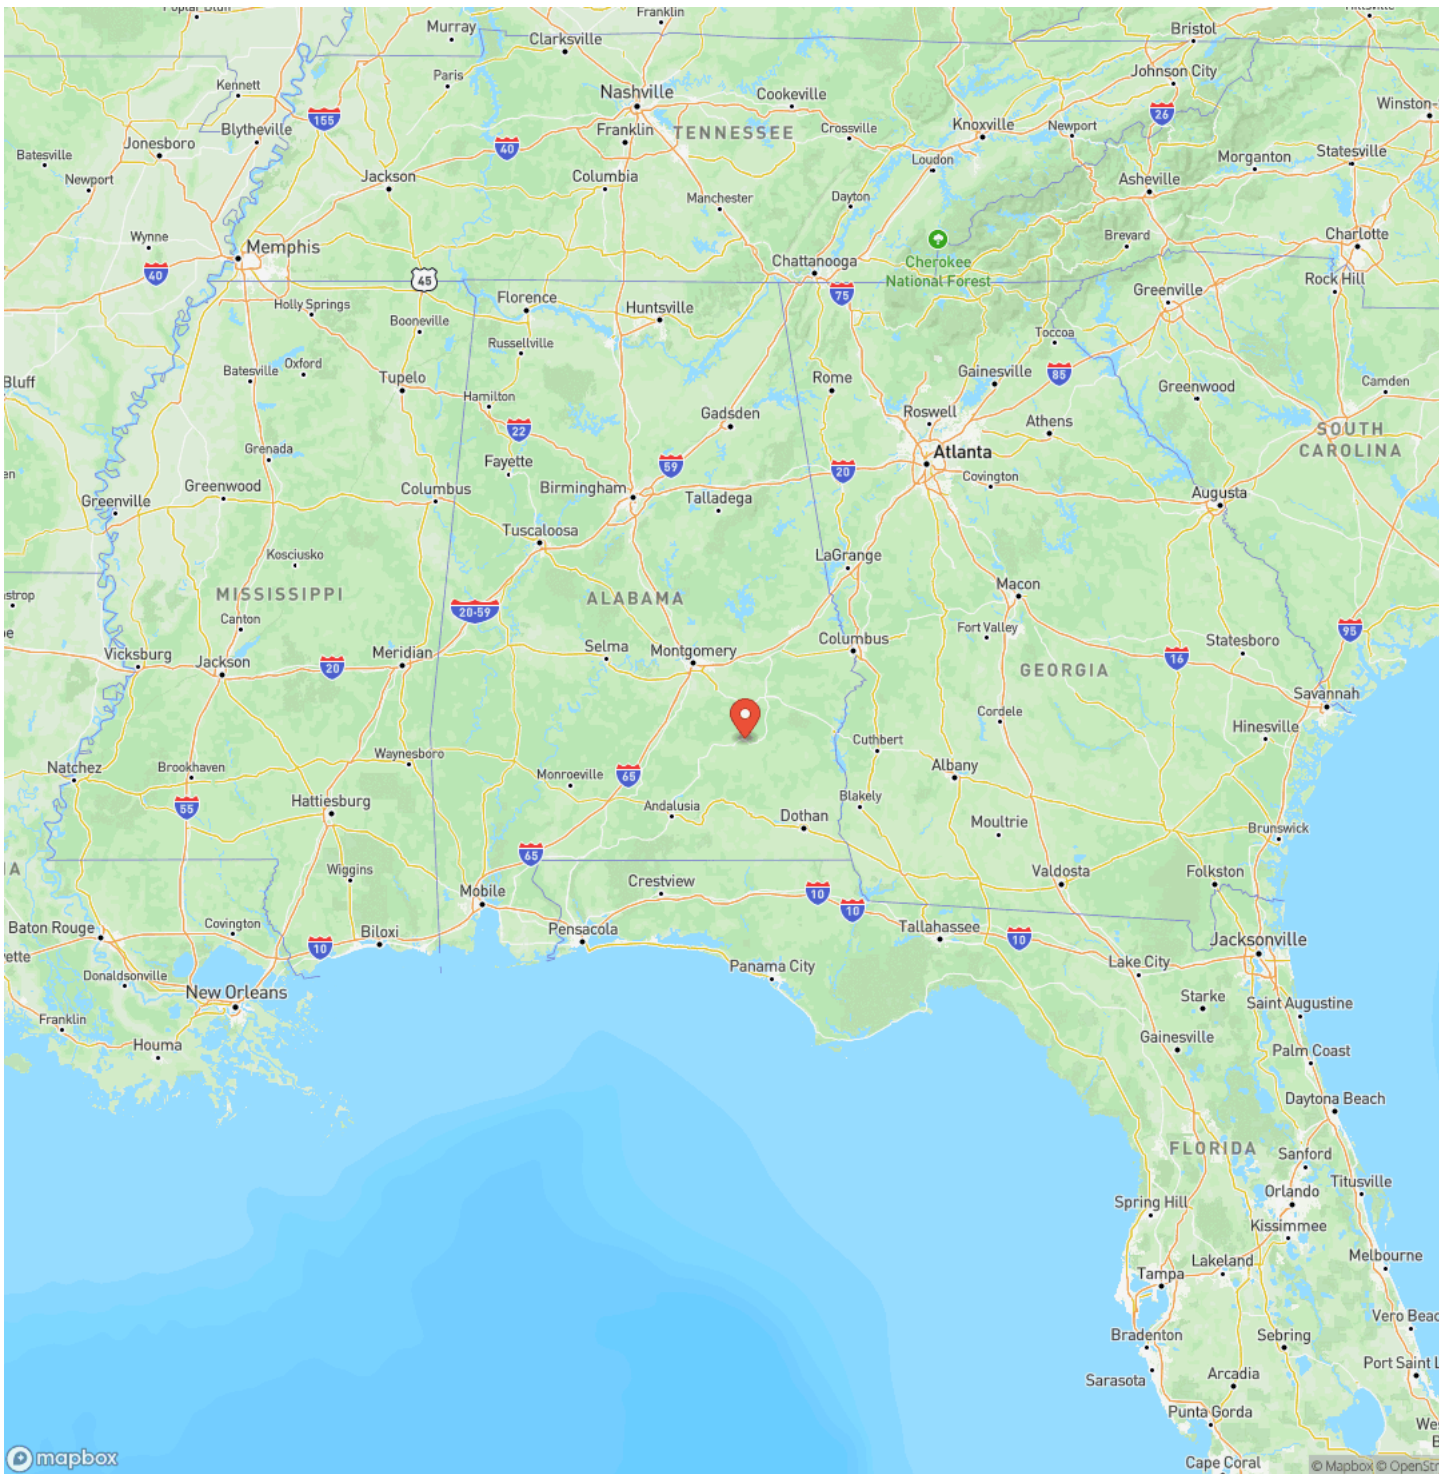 Franklin
Murray
Clarksville
Bristol
Paris
Johnson City
Kennett
Nashville
Cookeville
Winston-
155
26
Blytheville
Franklin
TENNESSEE
Crossville
Knoxville
Newport
Jonesboro
40
Batesville
Loudon
Morganton
Statesville
Newport
Jackson
Columbia
Asheville
Manchester
Dayton
Wynne
Memphis
Brevard
Charlotte
Chattanooga
Cherokee
National Forest
40
45
75
Rock Hill
Holly Springs
Florence
Huntsville
Greenville
Booneville
Toccoa
Russellville
Batesville
Oxford
Tupelo
Rome
Gainesville
85
Bluff
Greenwood
Camden
Hamilton
Gadsden
Roswell
Athens
22
SOUTH
CAROLINA
Grenada
Atlanta
Fayette
59
20
Covington
Greenville
Greenwood
Columbus
Birmingham
Talladega
Augusta
Tuscaloosa
Kosciusko
LaGrange
strop
MISSISSIPPI
ALABAMA
Macon
20-59
Canton
Fort Valley
95
Vicksburg
Jackson
20
Meridian
Selma
Montgomery
Columbus
Statesboro
16
GEORGIA
Savannah
Cordele
Hinesville
Cuthbert
Waynesboro
Natchez
Brookhaven
Monroeville
65
Albany
55
Hattiesburg
Andalusia
Blakely
Dothan
Moultrie
Brunswick
65
IA
Wiggins
Mobile
Crestview
10
10
Valdosta
Folkston
Baton Rouge
Covington
10
Biloxi
Pensacola
Tallahassee
10
Jacksonville
ette
Donaldsonville
Panama City
Lake City
New Orleans
Starke
Saint Augustine
Franklin
Houma
Gainesville
Palm Coast
Daytona Beach
FLORIDA
Sanford
Titusville
Spring Hill
Orlando
Kissimmee
Lakeland
Melbourne
Tampa
Vero Beac
Bradenton
Sebring
Port Saint L
Sarasota
Arcadia
Punta Gorda
We
mapbox
Cape Coral
© Mapbox © OpenStr